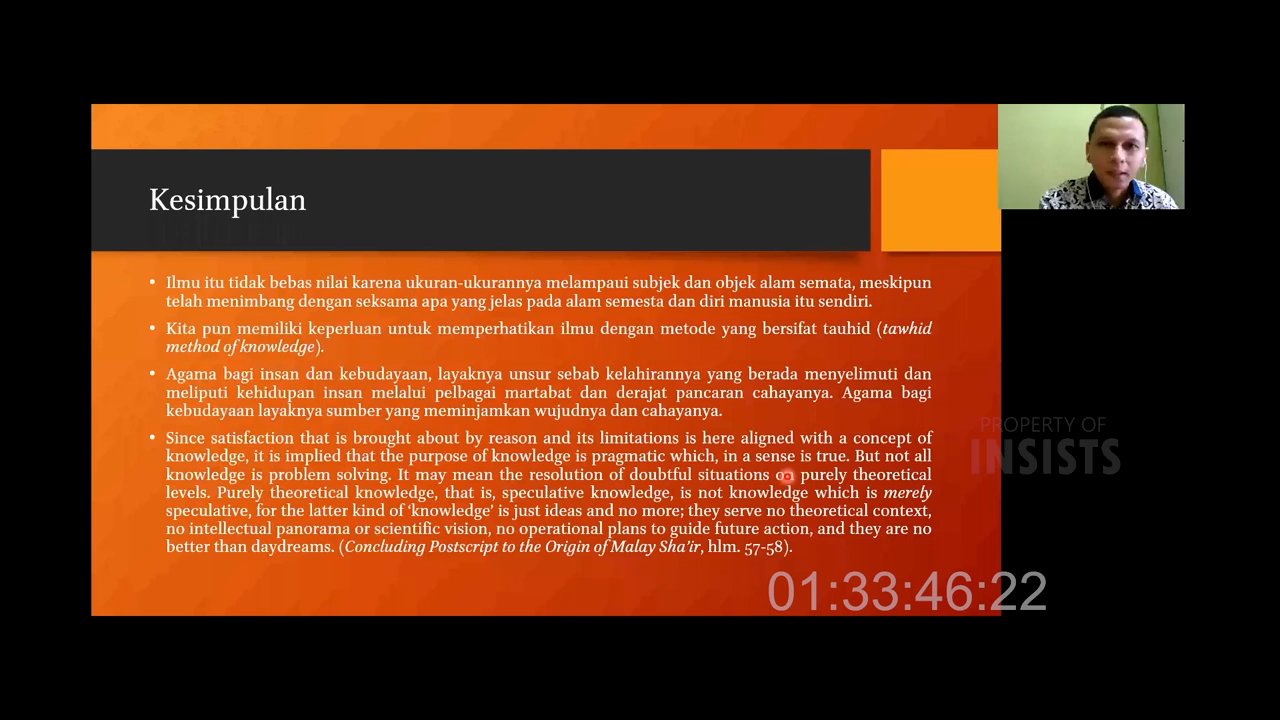 Kesimpulan
• Ilmu itu tidak bebas nilai karena ukuran-ukurannya melampaui subjek dan objek alam semata, meskipun
telah menimbang dengan seksama apa yang jelas pada alam semesta dan diri manusia itu sendiri.
• Kita pun memiliki keperluan untuk memperhatikan ilmu dengan metode yang bersifat tauhid (tawhid
method of knowledge).
• Agama bagi insan dan kebudayaan, layaknya unsur sebab kelahirannya yang berada menyelimuti dan
meliputi kehidupan insan melalui pelbagai martabat dan derajat pancaran cahayanya. Agama bagi
kebudayaan layaknya sumber yang meminjamkan wujudnya dan cahayanya.
• Since satisfaction that is brought about by reason and its limitations is here aligned with a concept of
knowledge, it is implied that the purpose of knowledge is pragmatic which, in a sense is true. But not all
knowledge is problem solving. It may mean the resolution of doubtful situations purely theoretical
levels. Purely theoretical knowledge, that is, speculative knowledge, is not knowledge which is merely
speculative, for the latter kind of ‘knowledge’ is just ideas and no more; they serve no theoretical context,
no intellectual panorama or scientific vision, no operational plans to guide future action, and they are no
better than daydreams. (Concluding Postscript to the Origin of Malay Sha’ir, hlm. 57-58).
PROPERTY OF
INSISTS
01:33:46:22